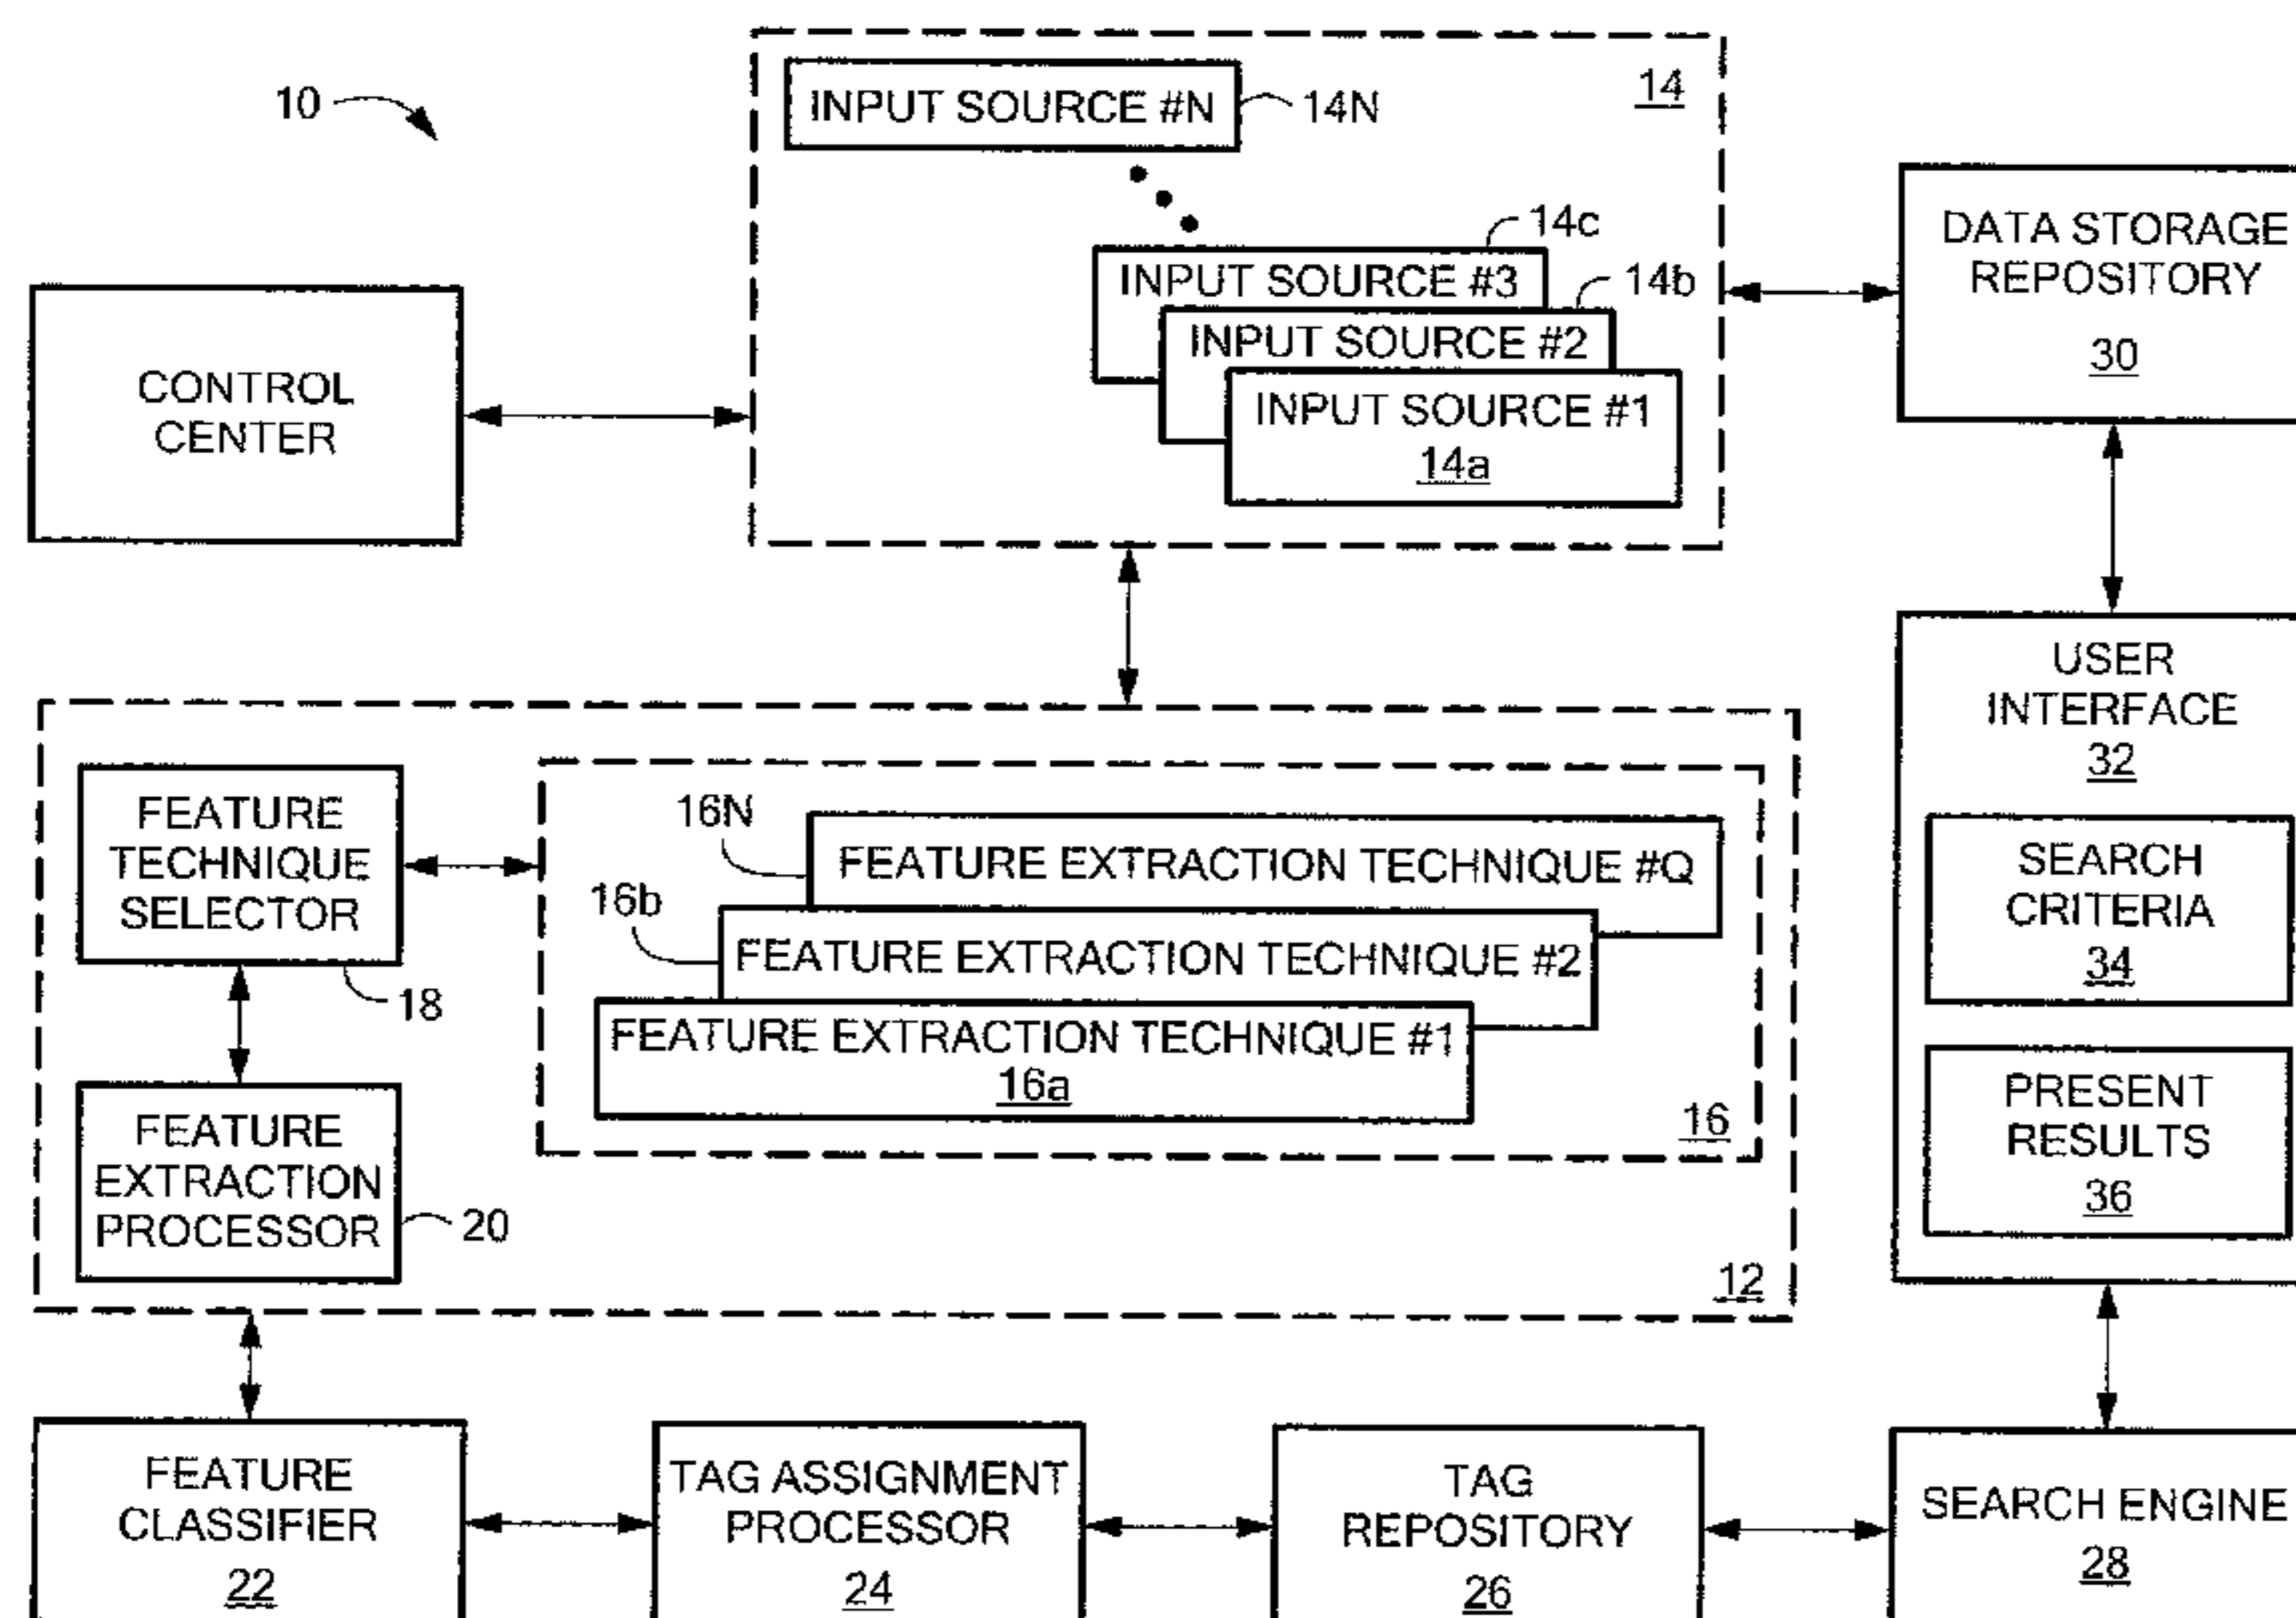 10
14
INPUT SOURCE #N
14N
14c
INPUT SOURCE #3
14b
INPUT SOURCE #2
INPUT SOURCE #1
14a
DATA STORAGE
REPOSITORY
30
CONTROL
CENTER
USER
INTERFACE
32
SEARCH
CRITERIA
34
PRESENT
RESULTS
36
FEATURE
TECHNIQUE
SELECTOR
18
16N
FEATURE EXTRACTION TECHNIQUE #Q
16b
FEATURE EXTRACTION TECHNIQUE #2
FEATURE EXTRACTION TECHNIQUE #1
16a
16
FEATURE
EXTRACTION
PROCESSOR
20
12
FEATURE
CLASSIFIER
22
TAG ASSIGNMENT
PROCESSOR
24
TAG
REPOSITORY
26
SEARCH ENGINE
28